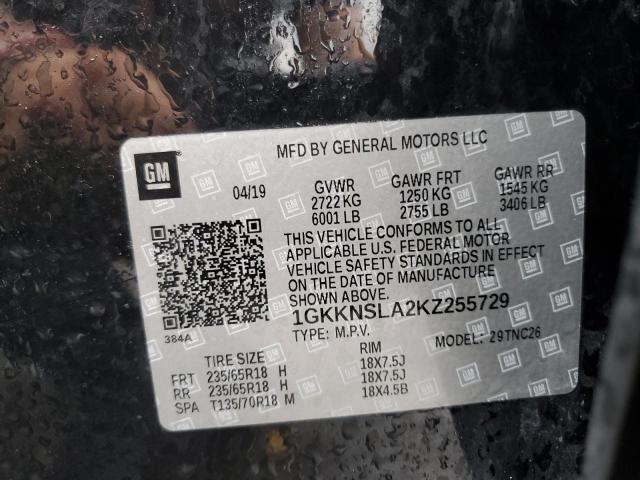 MFD BY GENERAL MOTORS LLC
GM
04/19 GVWR GAWR FRT GAWR RR
2722 KG 1250 KG 1545 KG
6001 LB 2755 LB 3406 LB
THIS VEHICLE CONFORMS TO ALL
APPLICABLE U.S. FEDERAL MOTOR
VEHICLE SAFETY STANDARDS IN EFFECT
ON THE DATE OF MANUFACTURE
SHOWN ABOVE.
1GKKNSLA2KZ255729
384A
TYPE: M.P.V. MODEL: 29TNC26
TIRE SIZE RIM
FRT 235/65R18 H 18X7.5J
RR 235/65R18 H 18X7.5J
SPA T135/70R18 M 18X4.5B